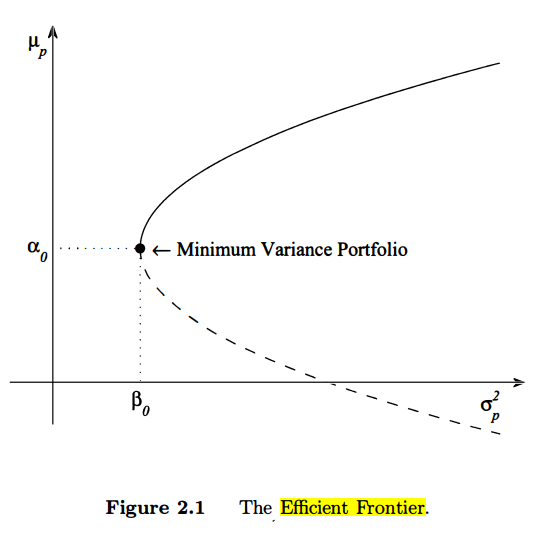 μp
α0
← Minimum Variance Portfolio
β0
σp2
Figure 2.1 The Efficient Frontier.